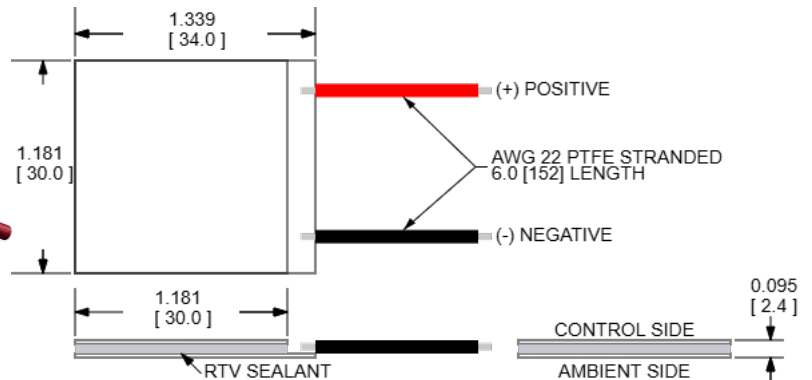 1.339
[ 34.0 ]
(+) POSITIVE
1.181
[ 30.0 ]
AWG 22 PTFE STRANDED
6.0 [152] LENGTH
(-) NEGATIVE
1.181
[ 30.0 ]
0.095
[ 2.4 ]
CONTROL SIDE
RTV SEALANT
AMBIENT SIDE